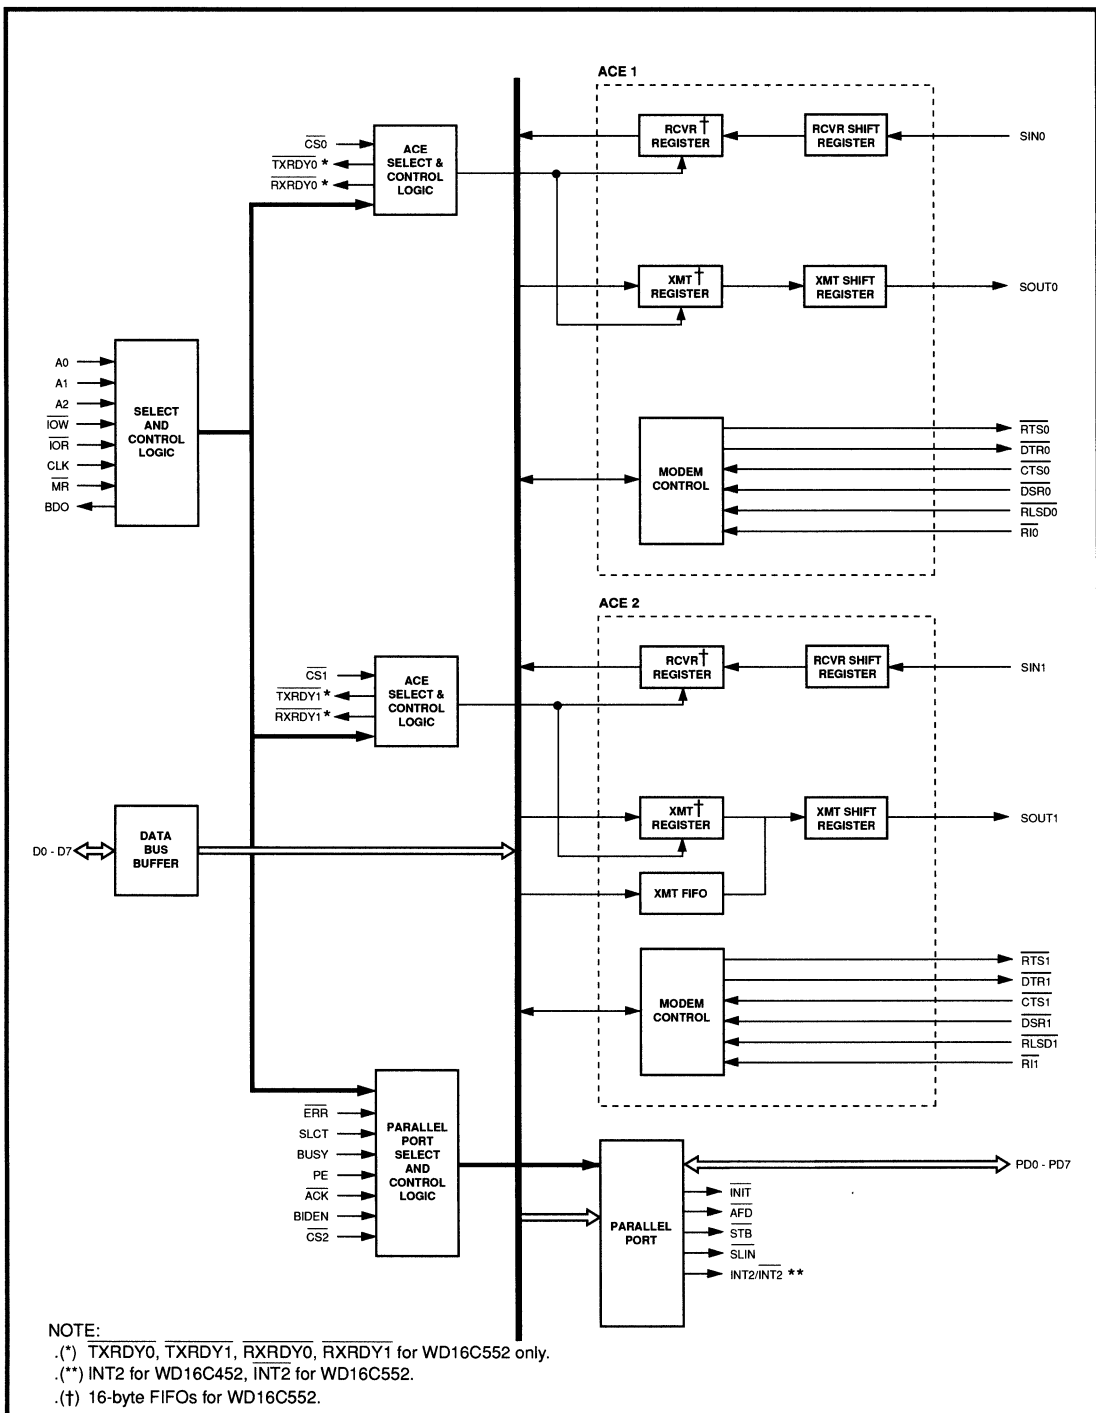 ACE 1
RCVR †
REGISTER
RCVR SHIFT
REGISTER
SIN0
CS0
TXRDY0 *
RXRDY0 *
ACE
SELECT &
CONTROL
LOGIC
XMT †
REGISTER
XMT SHIFT
REGISTER
SOUT0
A0
A1
A2
IOW
IOR
CLK
MR
BDO
SELECT
AND
CONTROL
LOGIC
MODEM
CONTROL
RTS0
DTR0
CTS0
DSR0
RLSD0
RI0
ACE 2
RCVR †
REGISTER
RCVR SHIFT
REGISTER
SIN1
CS1
TXRDY1 *
RXRDY1 *
ACE
SELECT &
CONTROL
LOGIC
XMT †
REGISTER
XMT SHIFT
REGISTER
SOUT1
D0 - D7
DATA
BUS
BUFFER
XMT FIFO
MODEM
CONTROL
RTS1
DTR1
CTS1
DSR1
RLSD1
RI1
ERR
SLCT
BUSY
PE
ACK
BIDEN
CS2
PARALLEL
PORT
SELECT
AND
CONTROL
LOGIC
PARALLEL
PORT
PD0 - PD7
INIT
AFD
STB
SLIN
INT2/INT2 **
NOTE:
.(*) TXRDY0, TXRDY1, RXRDY0, RXRDY1 for WD16C552 only.
.(**) INT2 for WD16C452, INT2 for WD16C552.
.(†) 16-byte FIFOs for WD16C552.